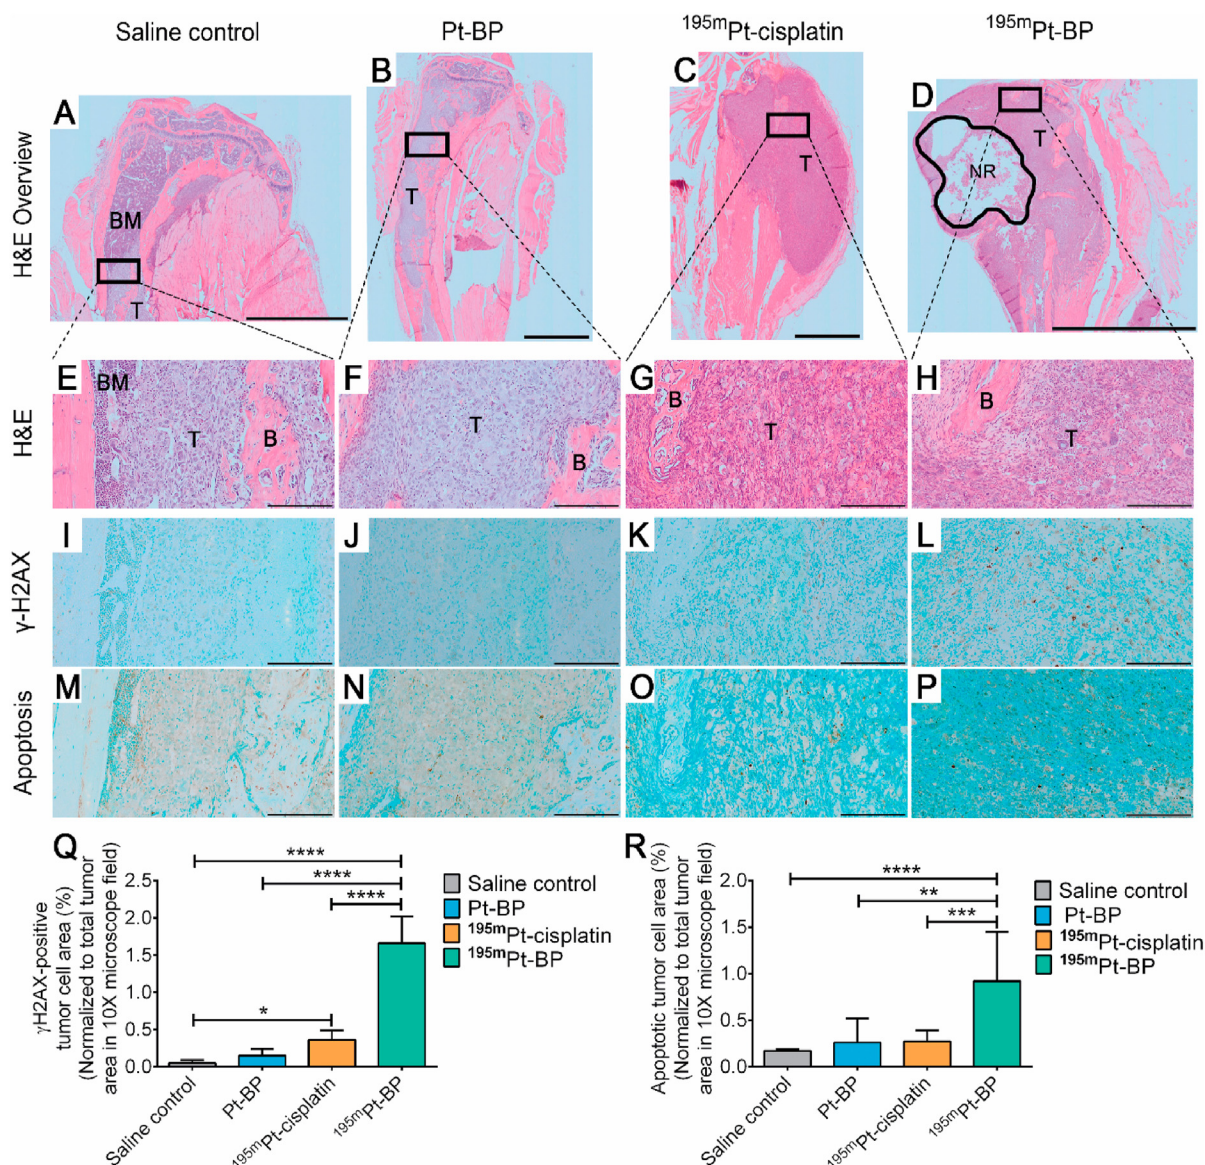 Saline control
Pt-BP
195mPt-cisplatin
195mPt-BP
H&E Overview
A
BM
T
B
T
C
T
D
T
NR
H&E
E
BM
T
B
F
T
B
G
B
T
H
B
T
γ-H2AX
I
J
K
L
Apoptosis
M
N
O
P
Q
γH2AX-positive
tumor cell area (%)
(Normalized to total tumor
area in 10X microscope field)
2.5
2.0
1.5
1.0
0.5
0.0
****
****
****
*
Saline control
Pt-BP
195mPt-cisplatin
195mPt-BP
Saline control
Pt-BP
195mPt-cisplatin
195mPt-BP
R
Apoptotic tumor cell area (%)
(Normalized to total tumor
area in 10X microscope field)
2.0
1.5
1.0
0.5
0.0
****
**
***
Saline control
Pt-BP
195mPt-cisplatin
195mPt-BP
Saline control
Pt-BP
195mPt-cisplatin
195mPt-BP